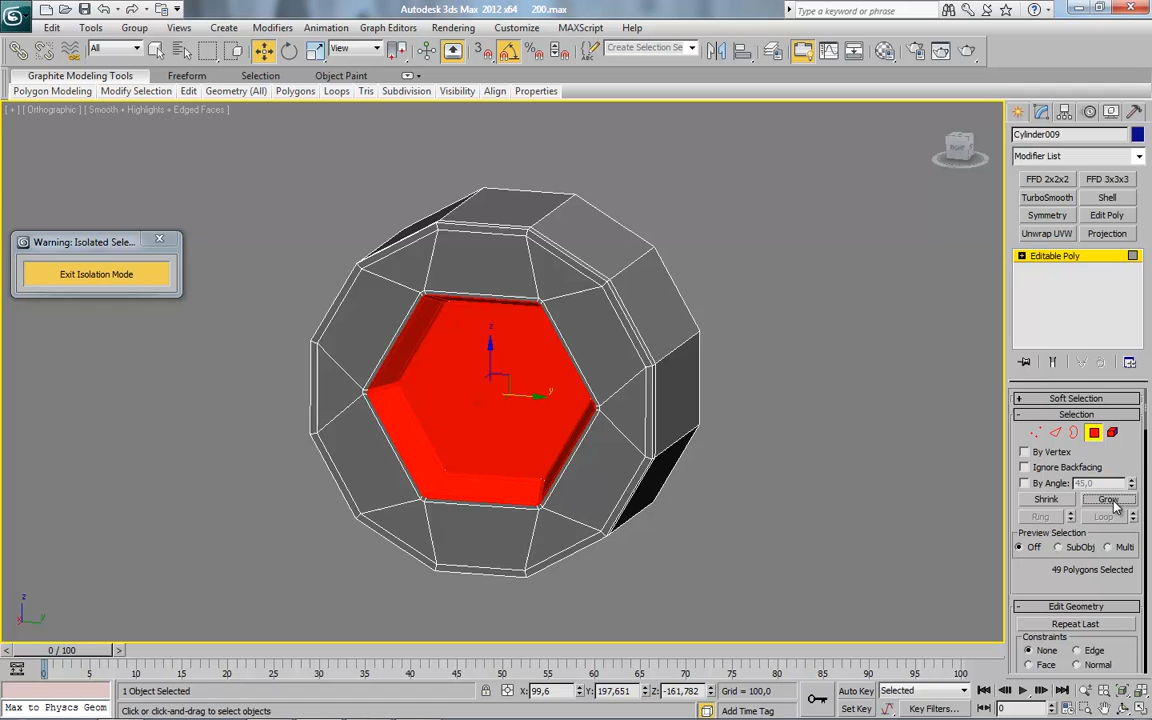 Autodesk 3ds Max 2012 x64    200.max
Type a keyword or phrase
Edit Tools Group Views Create Modifiers Animation Graph Editors Rendering Customize MAXScript Help
All View Create Selection Se
Graphite Modeling Tools Freeform Selection Object Paint
Polygon Modeling Modify Selection Edit Geometry (All) Polygons Loops Tris Subdivision Visibility Align Properties
[ + ] [ Orthographic ] [ Smooth + Highlights + Edged Faces ]
Cylinder009
Modifier List
FFD 2x2x2 FFD 3x3x3
TurboSmooth Shell
Symmetry Edit Poly
Unwrap UVW Projection
Editable Poly
Warning: Isolated Sele...
Exit Isolation Mode
z
y
Soft Selection
Selection
By Vertex
Ignore Backfacing
By Angle: 45,0
Shrink Grow
Ring Loop
Preview Selection
Off SubObj Multi
49 Polygons Selected
Edit Geometry
Repeat Last
Constraints
None Edge
Face Normal
z
x
0 / 100
0 5 10 15 20 25 30 35 40 45 50 55 60 65 70 75 80 85 90 95 100
1 Object Selected X: 99,6 Y: 197,651 Z: -161,782 Grid = 100,0 Auto Key Selected
Max to Physcs Geom Click or click-and-drag to select objects Add Time Tag Set Key Key Filters... 0